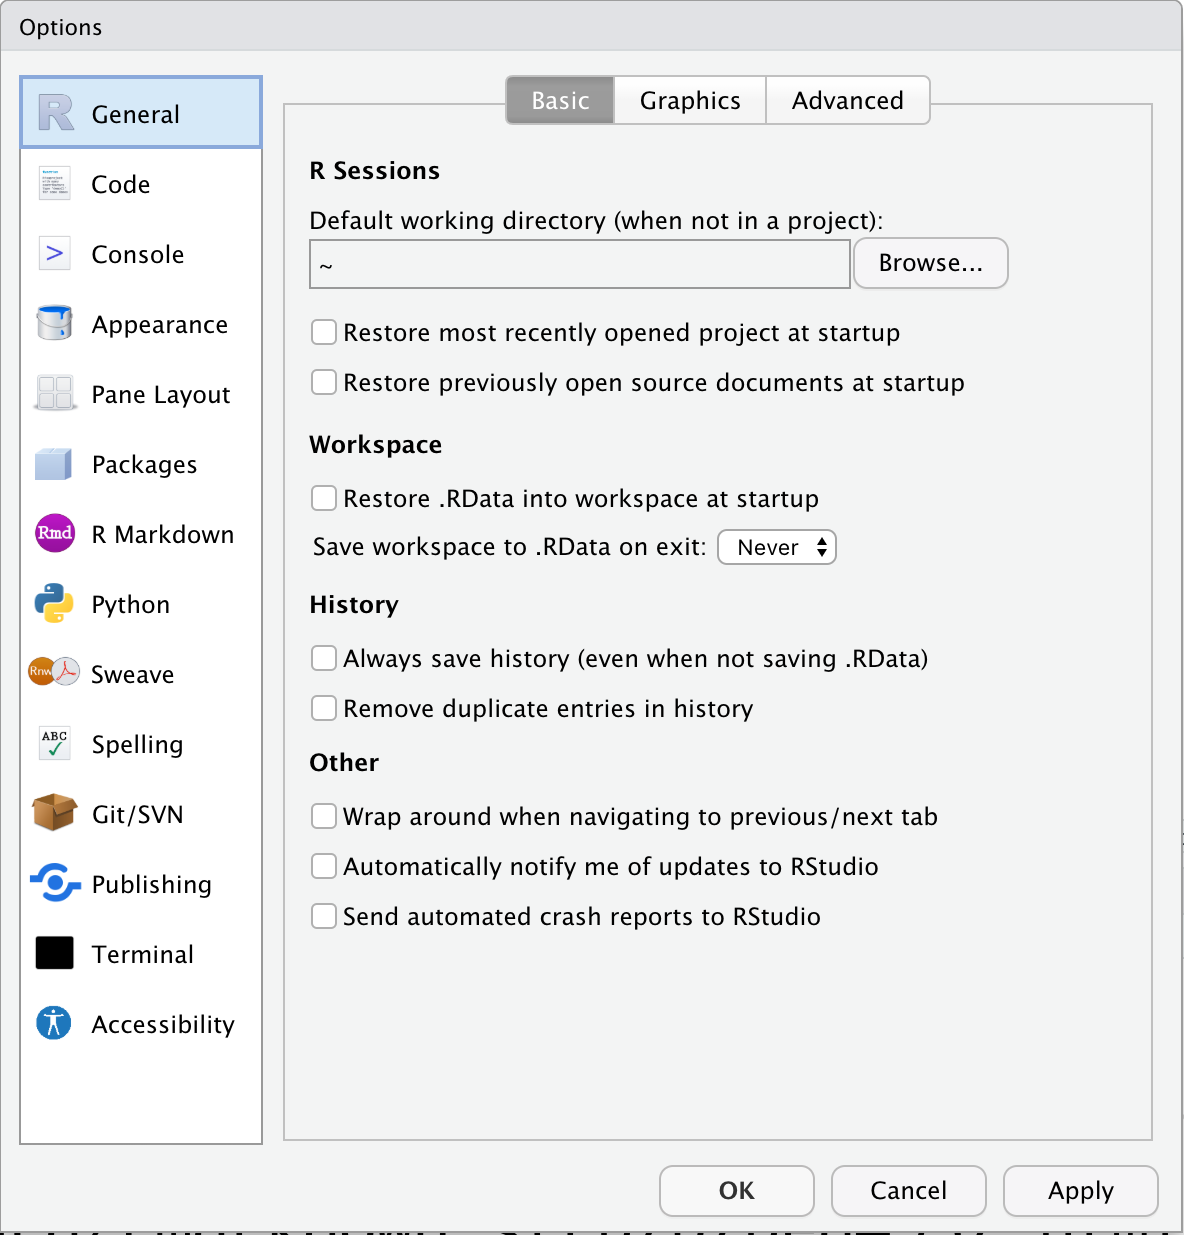 Options
General
Code
Console
Appearance
Pane Layout
Packages
Rmd R Markdown
Python
Rnw Sweave
ABC Spelling
Git/SVN
Publishing
Terminal
Accessibility
Basic Graphics Advanced
R Sessions
Default working directory (when not in a project):
~ Browse...
Restore most recently opened project at startup
Restore previously open source documents at startup
Workspace
Restore .RData into workspace at startup
Save workspace to .RData on exit: Never
History
Always save history (even when not saving .RData)
Remove duplicate entries in history
Other
Wrap around when navigating to previous/next tab
Automatically notify me of updates to RStudio
Send automated crash reports to RStudio
OK Cancel Apply